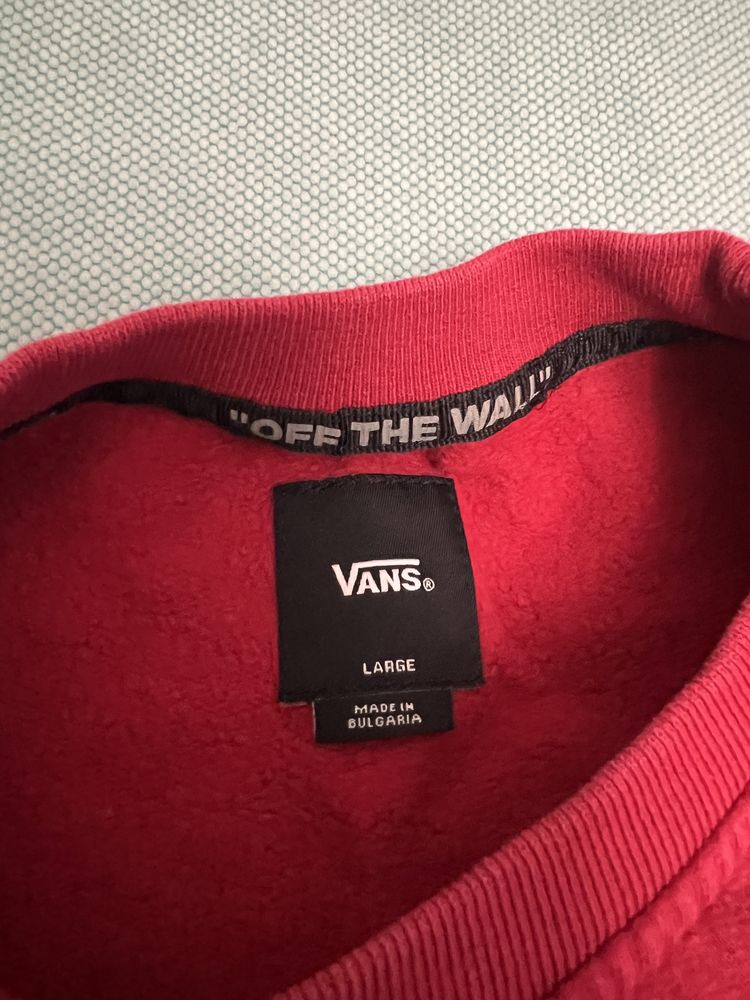 "OFF THE WALL"
VANS®
LARGE
MADE IN
BULGARIA